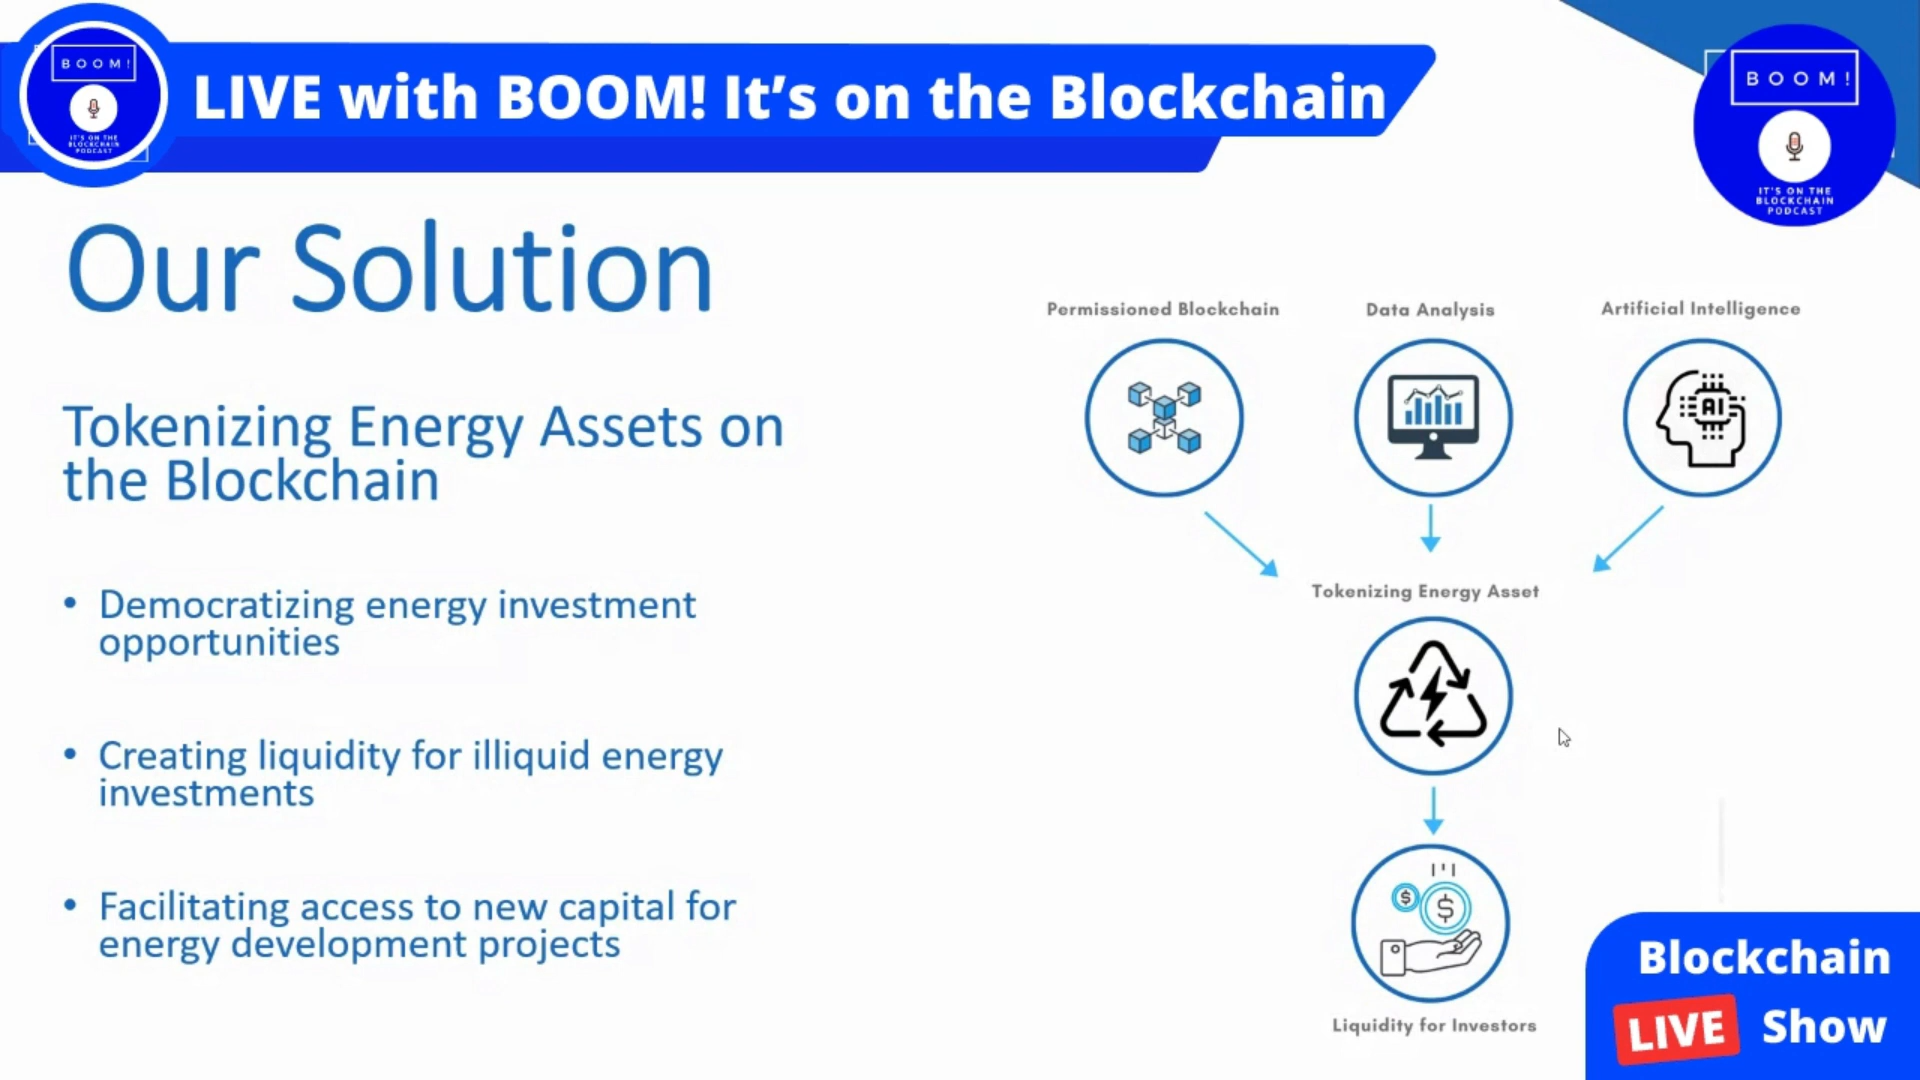 BOOM!
IT'S ON THE
BLOCKCHAIN
PODCAST
LIVE with BOOM! It's on the Blockchain
BOOM!
IT'S ON THE
BLOCKCHAIN
PODCAST
Our Solution
Tokenizing Energy Assets on
the Blockchain
• Democratizing energy investment
opportunities
• Creating liquidity for illiquid energy
investments
• Facilitating access to new capital for
energy development projects
Permissioned Blockchain
Data Analysis
Artificial Intelligence
AI
Tokenizing Energy Asset
$
$
Liquidity for Investors
Blockchain
LIVE Show